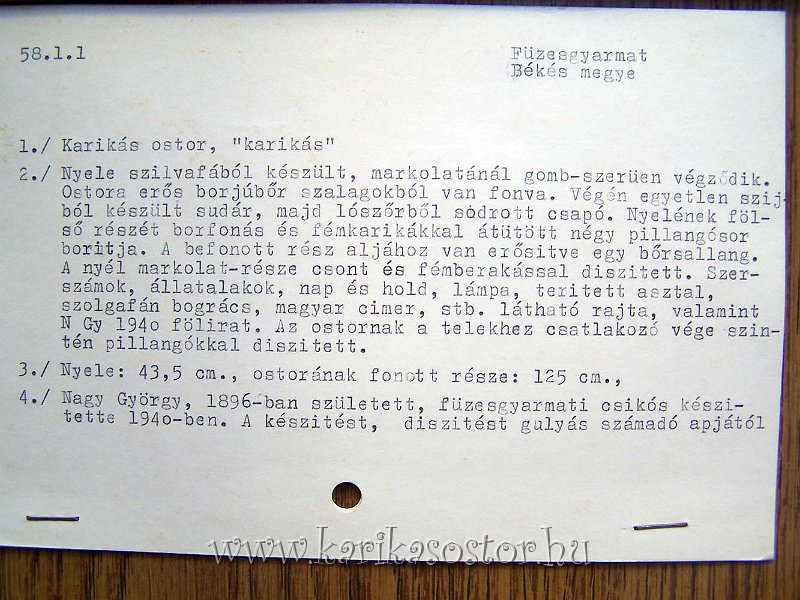 58.1.1 Füzesgyarmat
Békés megye
1./ Karikás ostor, "karikás"
2./ Nyele szilvafából készült, markolatánál gomb-szerüen végződik.
Ostora erős borjúbőr szalagokból van fonva. Végén egyetlen szij-
ból készült sudár, majd lószőrből sodrott csapó. Nyelének föl-
ső részét borfonás és fémkarikákkal átütött négy pillangósor
boritja. A befonott rész aljához van erősitve egy bőrsallang.
A nyél markolat-része csont és fémberakással diszitett. Szer-
számok, állatalakok, nap és hold, lámpa, teritett asztal,
szolgafán bogrács, magyar cimer, stb. látható rajta, valamint
N Gy 194o fölirat. Az ostornak a telekhez csatlakozó vége szin-
tén pillangókkal diszitett.
3./ Nyele: 43,5 cm., ostorának fonott része: 125 cm.,
4./ Nagy György, 1896-ban született, füzesgyarmati csikós készi-
tette 194o-ben. A készitést, diszitést gulyás számadó apjától
www.karikasostor.hu